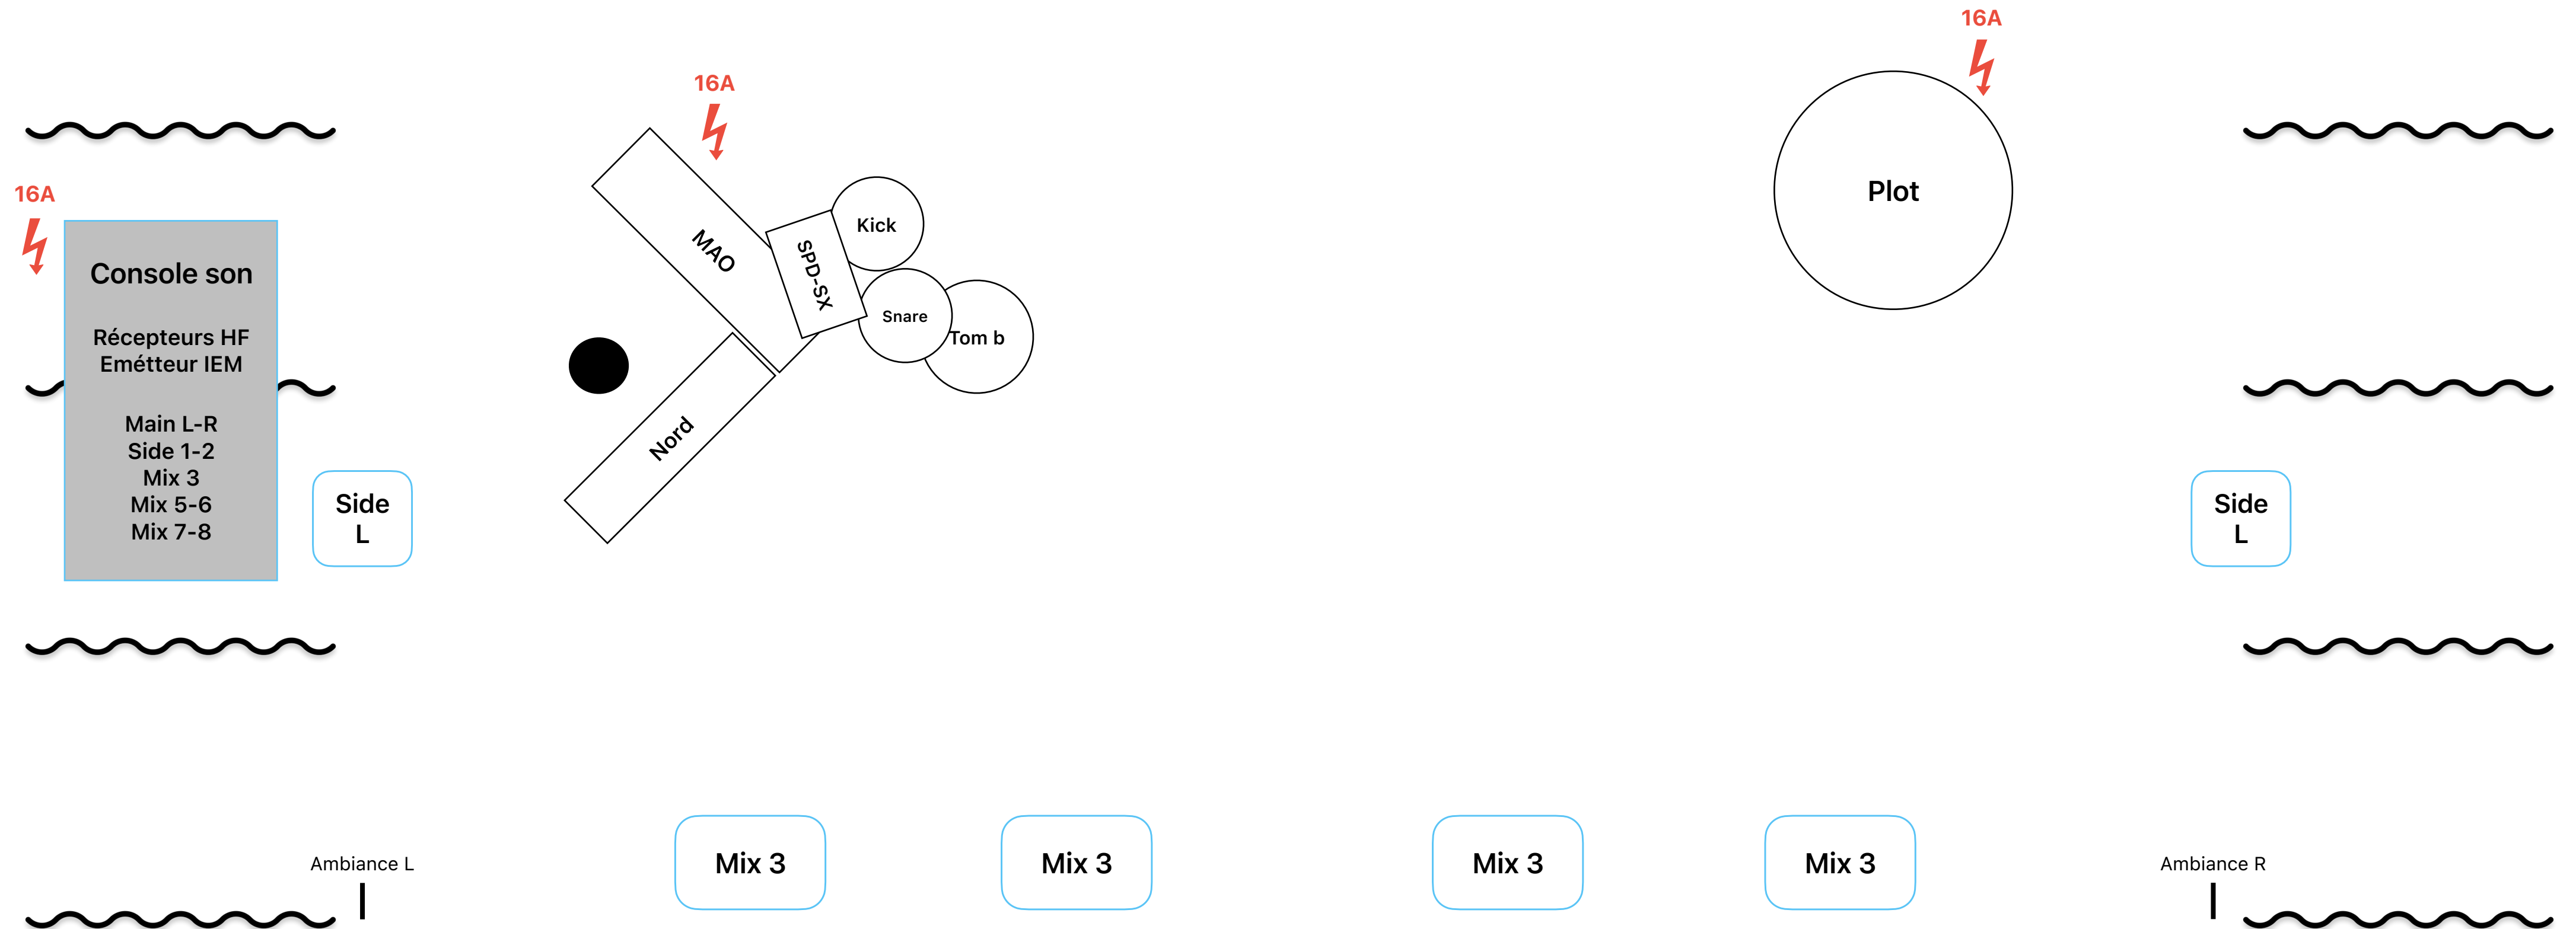 16A
16A
16A
Console son
Récepteurs HF
Emétteur IEM
Main L-R
Side 1-2
Mix 3
Mix 5-6
Mix 7-8
Side
L
MAO
SPD-SX
Kick
Snare
Tom b
Nord
Plot
Side
L
Ambiance L
Mix 3
Mix 3
Mix 3
Mix 3
Ambiance R